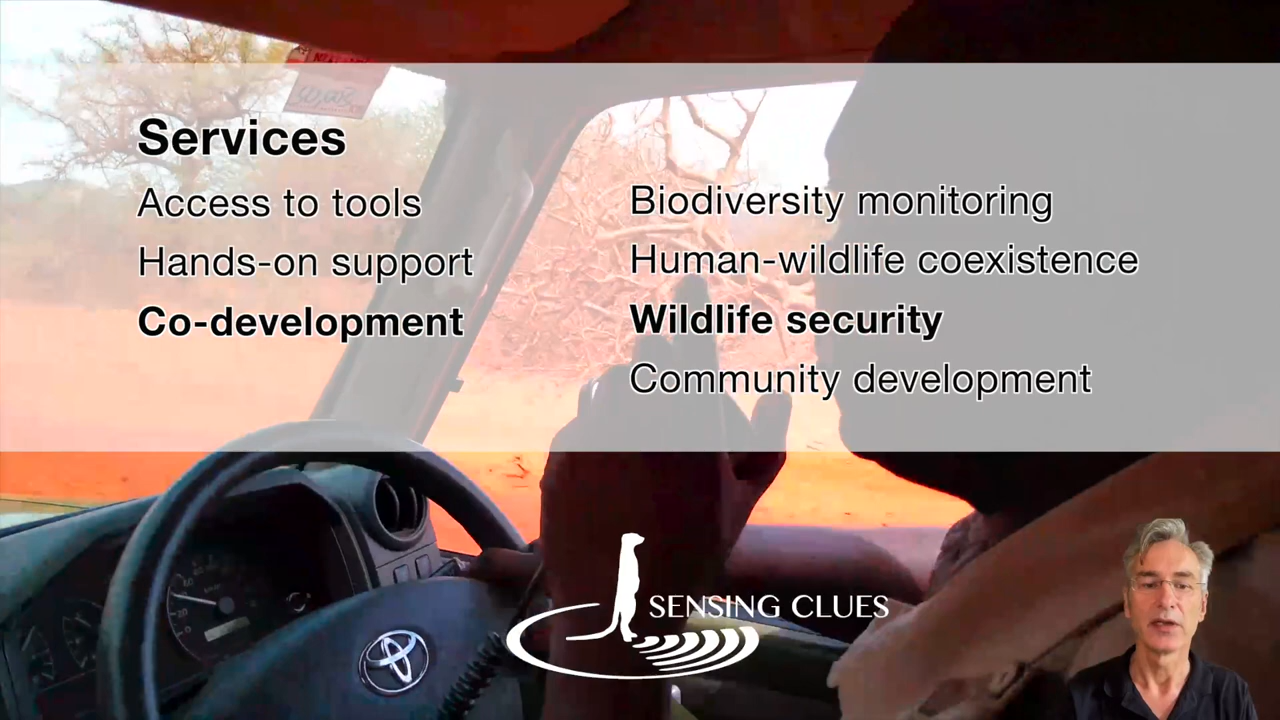 Services
Access to tools
Hands-on support
Co-development
Biodiversity monitoring
Human-wildlife coexistence
Wildlife security
Community development
SENSING CLUES